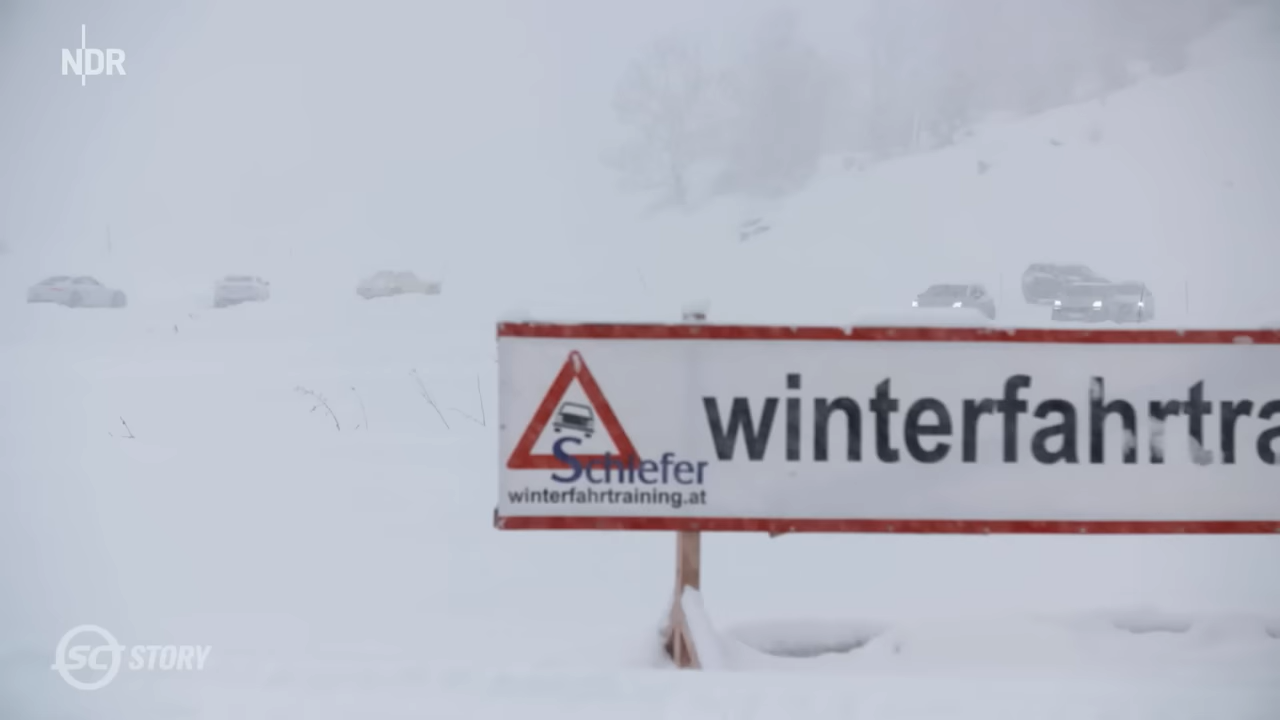 NDR
winterfahrtra
Schiefer
winterfahrtraining.at
SC STORY